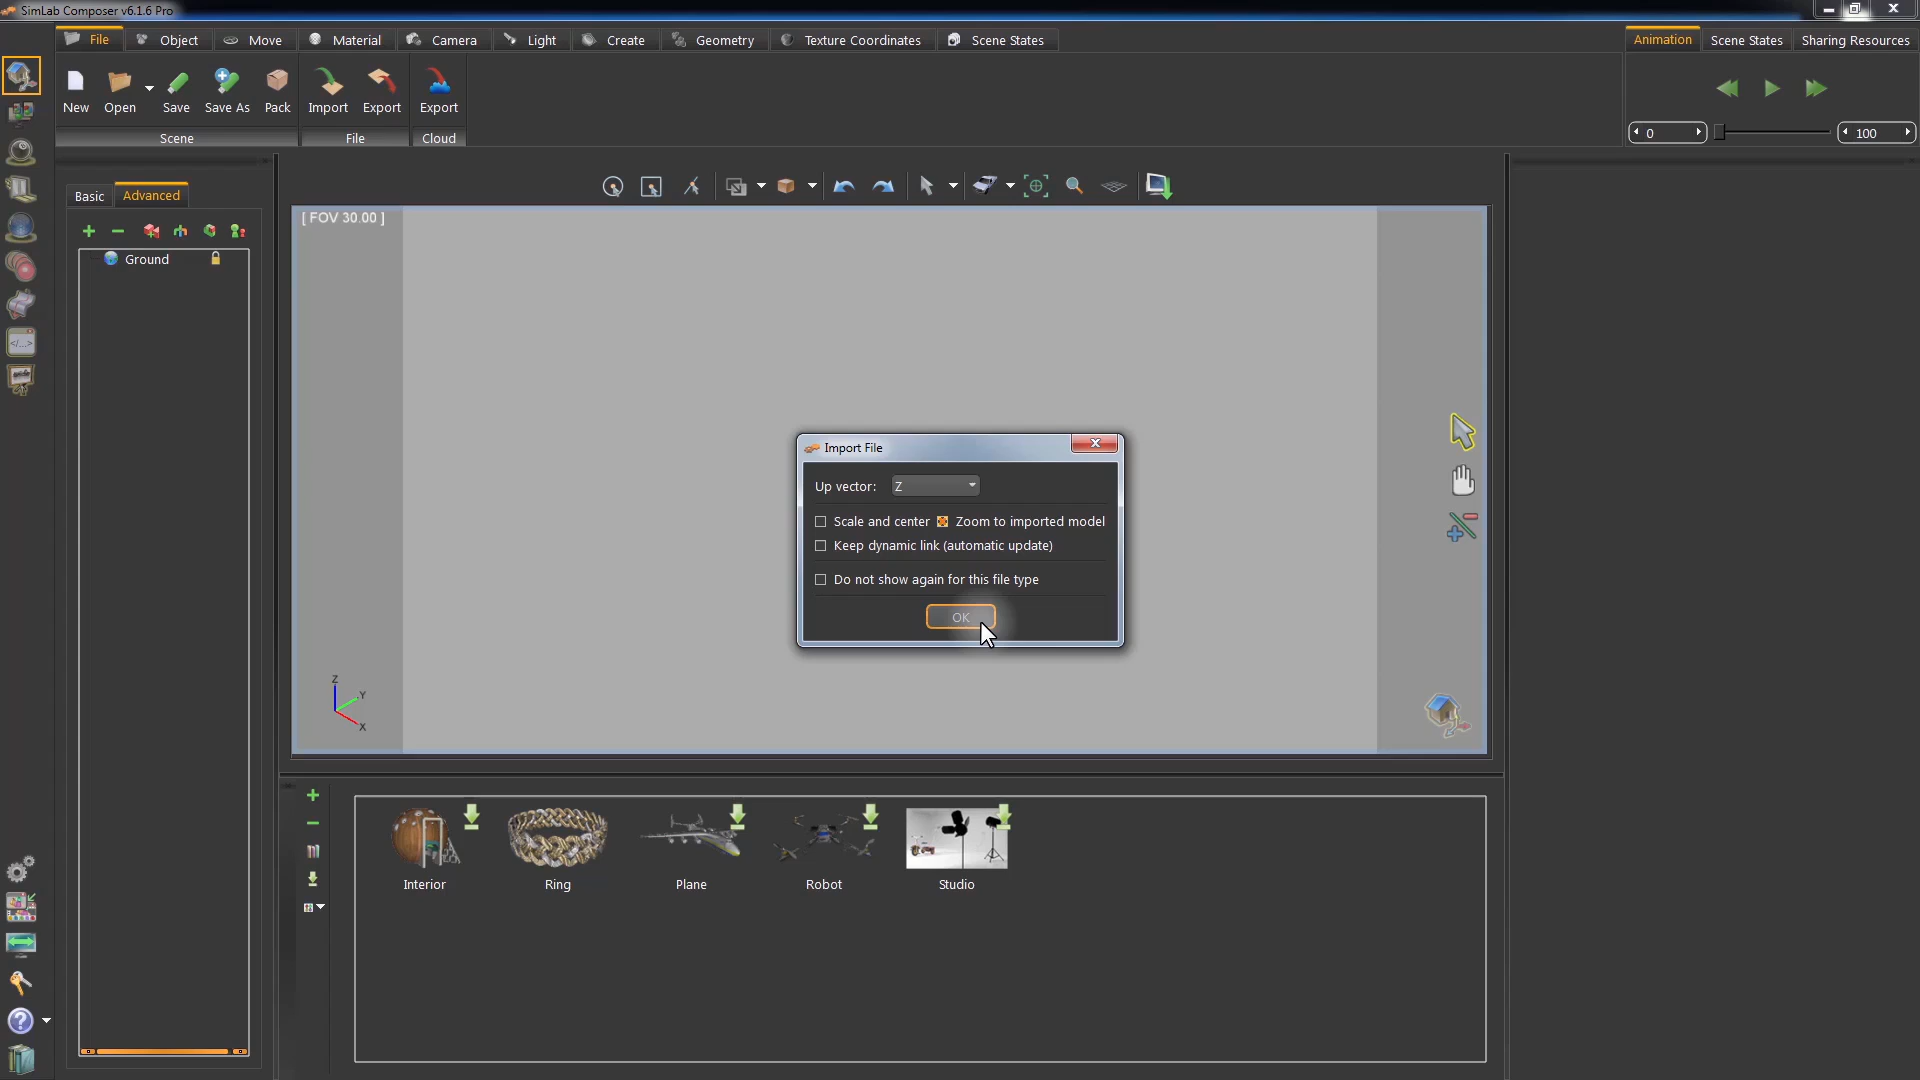 SimLab Composer v6.1.6 Pro
File Object Move Material Camera Light Create Geometry Texture Coordinates Scene States
Animation Scene States Sharing Resources
New Open Save Save As Pack Import Export Export
Scene File Cloud
0 100
Basic Advanced
Ground
[ FOV 30.00 ]
Import File
Up vector: Z
Scale and center Zoom to imported model
Keep dynamic link (automatic update)
Do not show again for this file type
OK
Z
Y
X
Interior Ring Plane Robot Studio